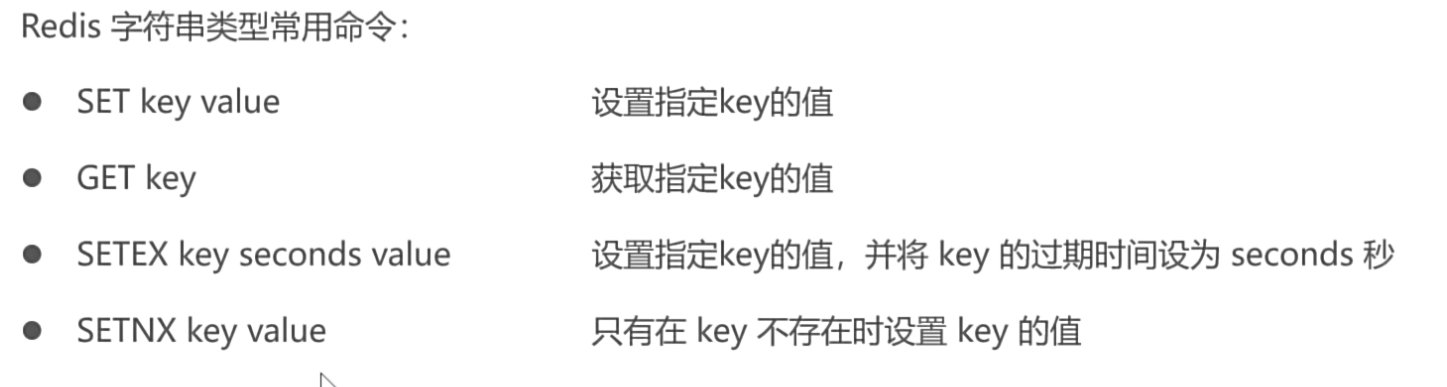 Redis 字符串类型常用命令：
● SET key value 设置指定key的值
● GET key 获取指定key的值
● SETEX key seconds value 设置指定key的值，并将 key 的过期时间设为 seconds 秒
● SETNX key value 只有在 key 不存在时设置 key 的值